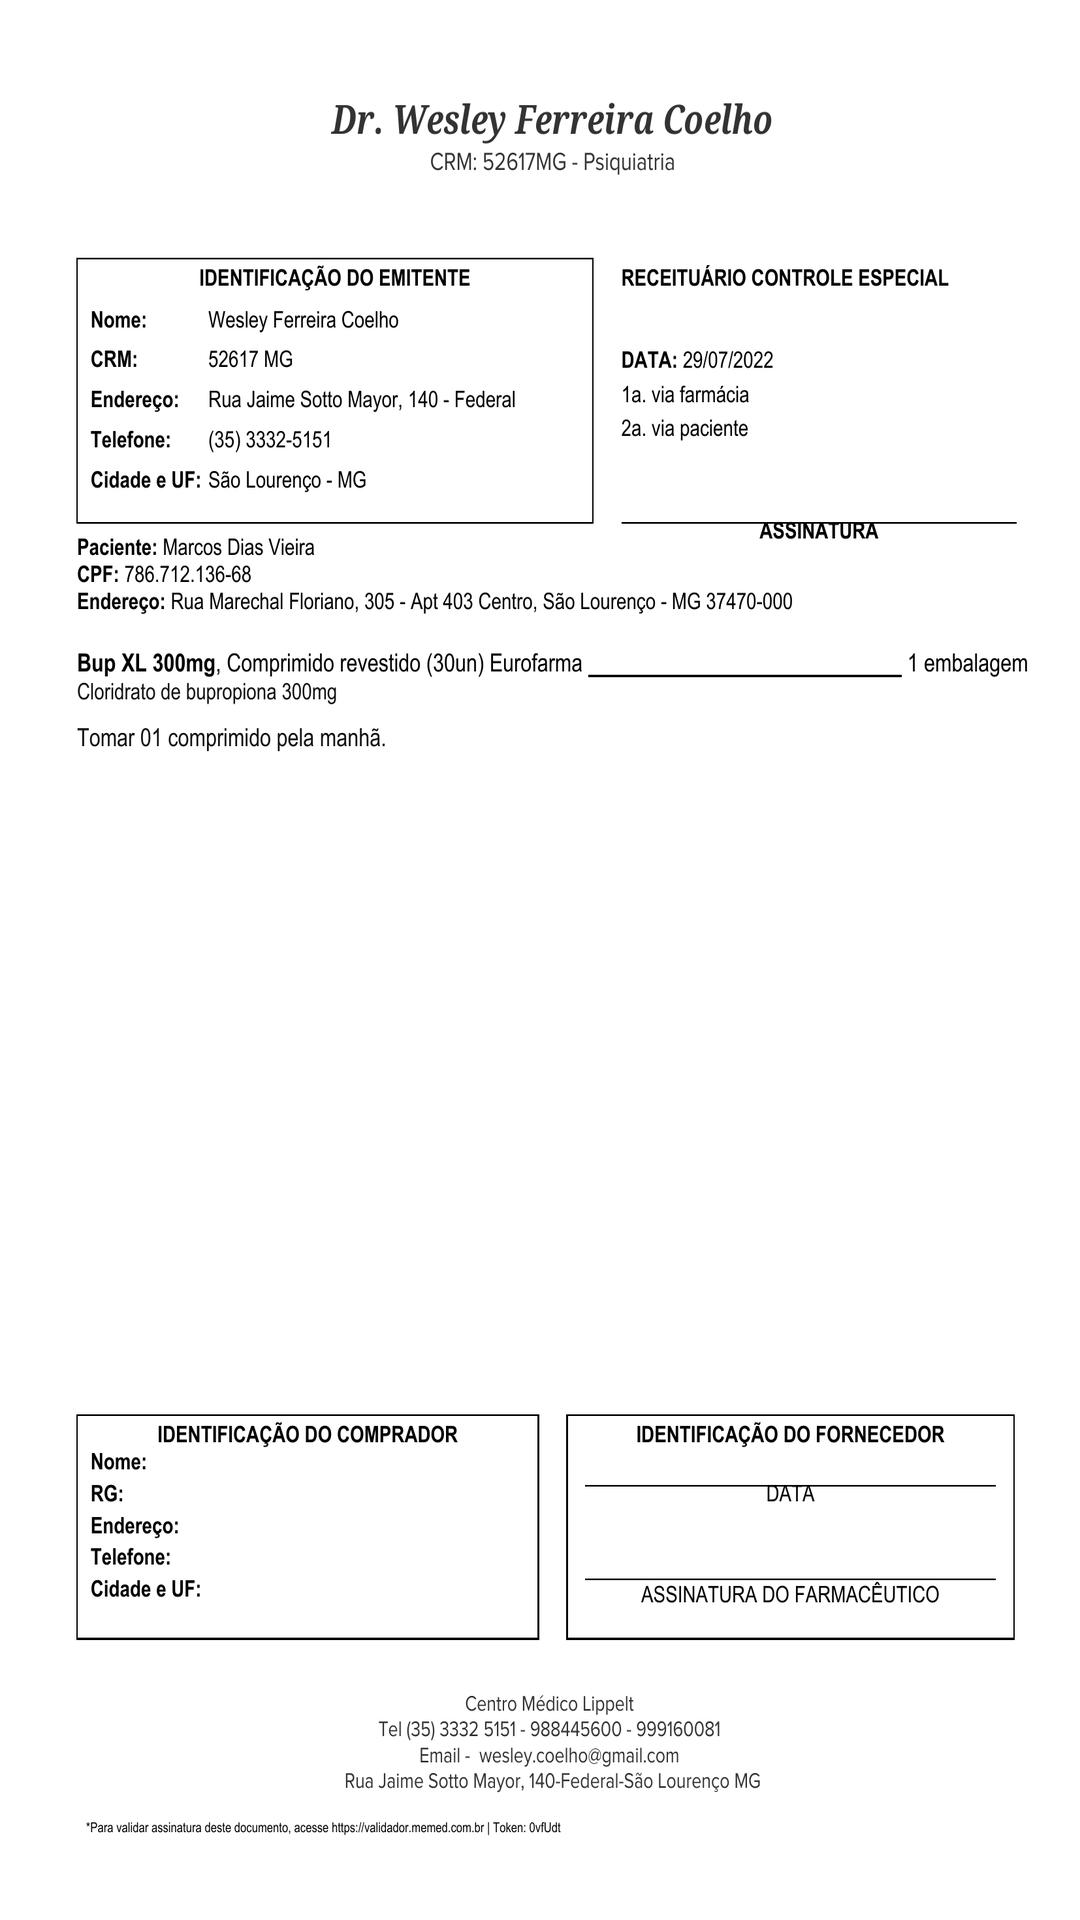 Dr. Wesley Ferreira Coelho
CRM: 52617MG - Psiquiatria
IDENTIFICAÇÃO DO EMITENTE
Nome: Wesley Ferreira Coelho
CRM: 52617 MG
Endereço: Rua Jaime Sotto Mayor, 140 - Federal
Telefone: (35) 3332-5151
Cidade e UF: São Lourenço - MG
RECEITUÁRIO CONTROLE ESPECIAL
DATA: 29/07/2022
1a. via farmácia
2a. via paciente
ASSINATURA
Paciente: Marcos Dias Vieira
CPF: 786.712.136-68
Endereço: Rua Marechal Floriano, 305 - Apt 403 Centro, São Lourenço - MG 37470-000
Bup XL 300mg, Comprimido revestido (30un) Eurofarma 1 embalagem
Cloridrato de bupropiona 300mg
Tomar 01 comprimido pela manhã.
IDENTIFICAÇÃO DO COMPRADOR
Nome:
RG:
Endereço:
Telefone:
Cidade e UF:
IDENTIFICAÇÃO DO FORNECEDOR
DATA
ASSINATURA DO FARMACÊUTICO
Centro Médico Lippelt
Tel (35) 3332 5151 - 988445600 - 999160081
Email - wesley.coelho@gmail.com
Rua Jaime Sotto Mayor, 140-Federal-São Lourenço MG
*Para validar assinatura deste documento, acesse https://validador.memed.com.br | Token: 0vfUdt